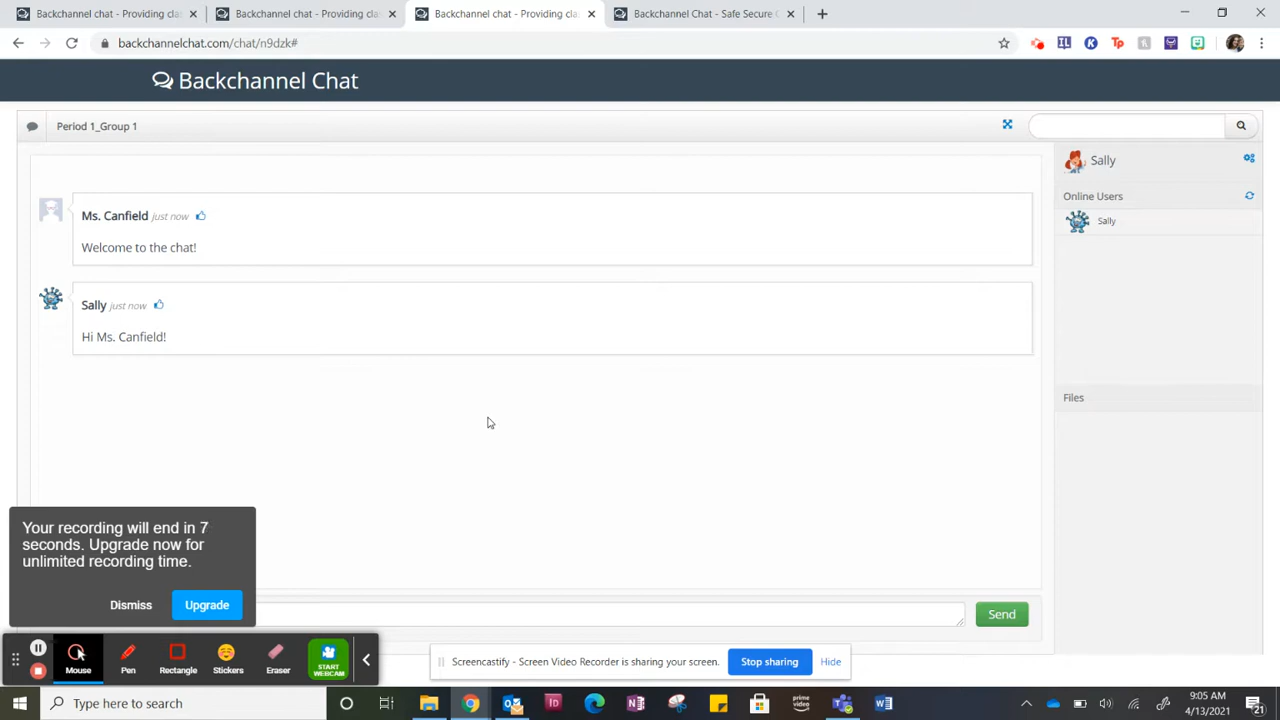 Backchannel chat - Providing cla
Backchannel chat - Providing cla
Backchannel chat - Providing cla
Backchannel Chat - Safe Secure C
backchannelchat.com/chat/n9dzk#
Backchannel Chat
Period 1_Group 1
Sally
Online Users
Sally
Ms. Canfield just now
Welcome to the chat!
Sally just now
Hi Ms. Canfield!
Files
Your recording will end in 7
seconds. Upgrade now for
unlimited recording time.
Dismiss
Upgrade
Send
Mouse
Pen
Rectangle
Stickers
Eraser
START
WEBCAM
Screencastify - Screen Video Recorder is sharing your screen.
Stop sharing
Hide
Type here to search
prime
video
9:05 AM
4/13/2021
21